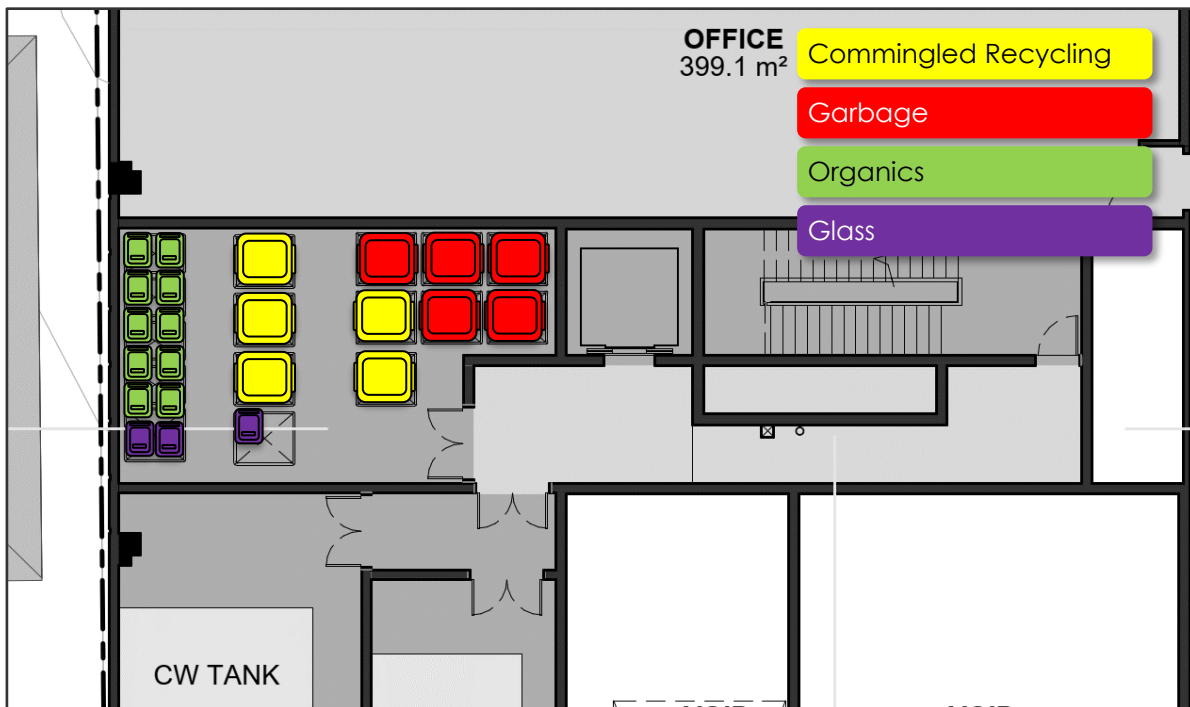 OFFICE
399.1 m²
Commingled Recycling
Garbage
Organics
Glass
CW TANK